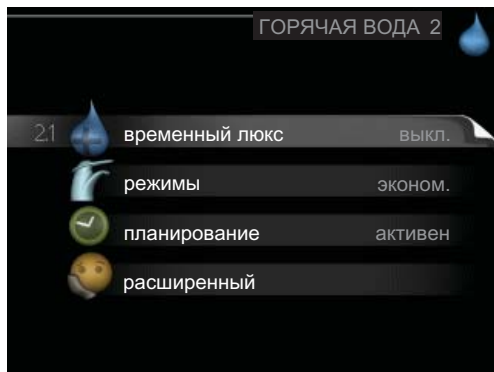 ГОРЯЧАЯ ВОДА 2
2.1 временный люкс выкл.
режимы эконом.
планирование активен
расширенный